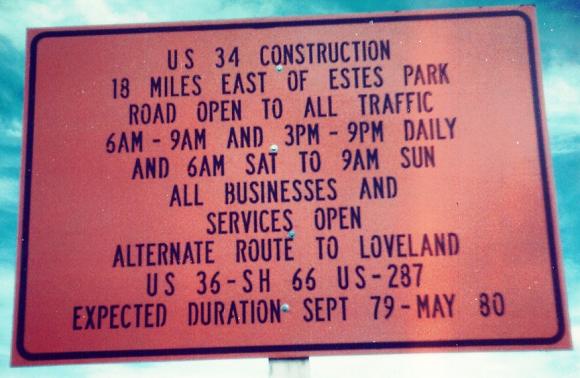 US 34 CONSTRUCTION
18 MILES EAST OF ESTES PARK
ROAD OPEN TO ALL TRAFFIC
6AM - 9AM AND 3PM - 9PM DAILY
AND 6AM SAT TO 9AM SUN
ALL BUSINESSES AND
SERVICES OPEN
ALTERNATE ROUTE TO LOVELAND
US 36-SH 66 US-287
EXPECTED DURATION SEPT 79-MAY 80